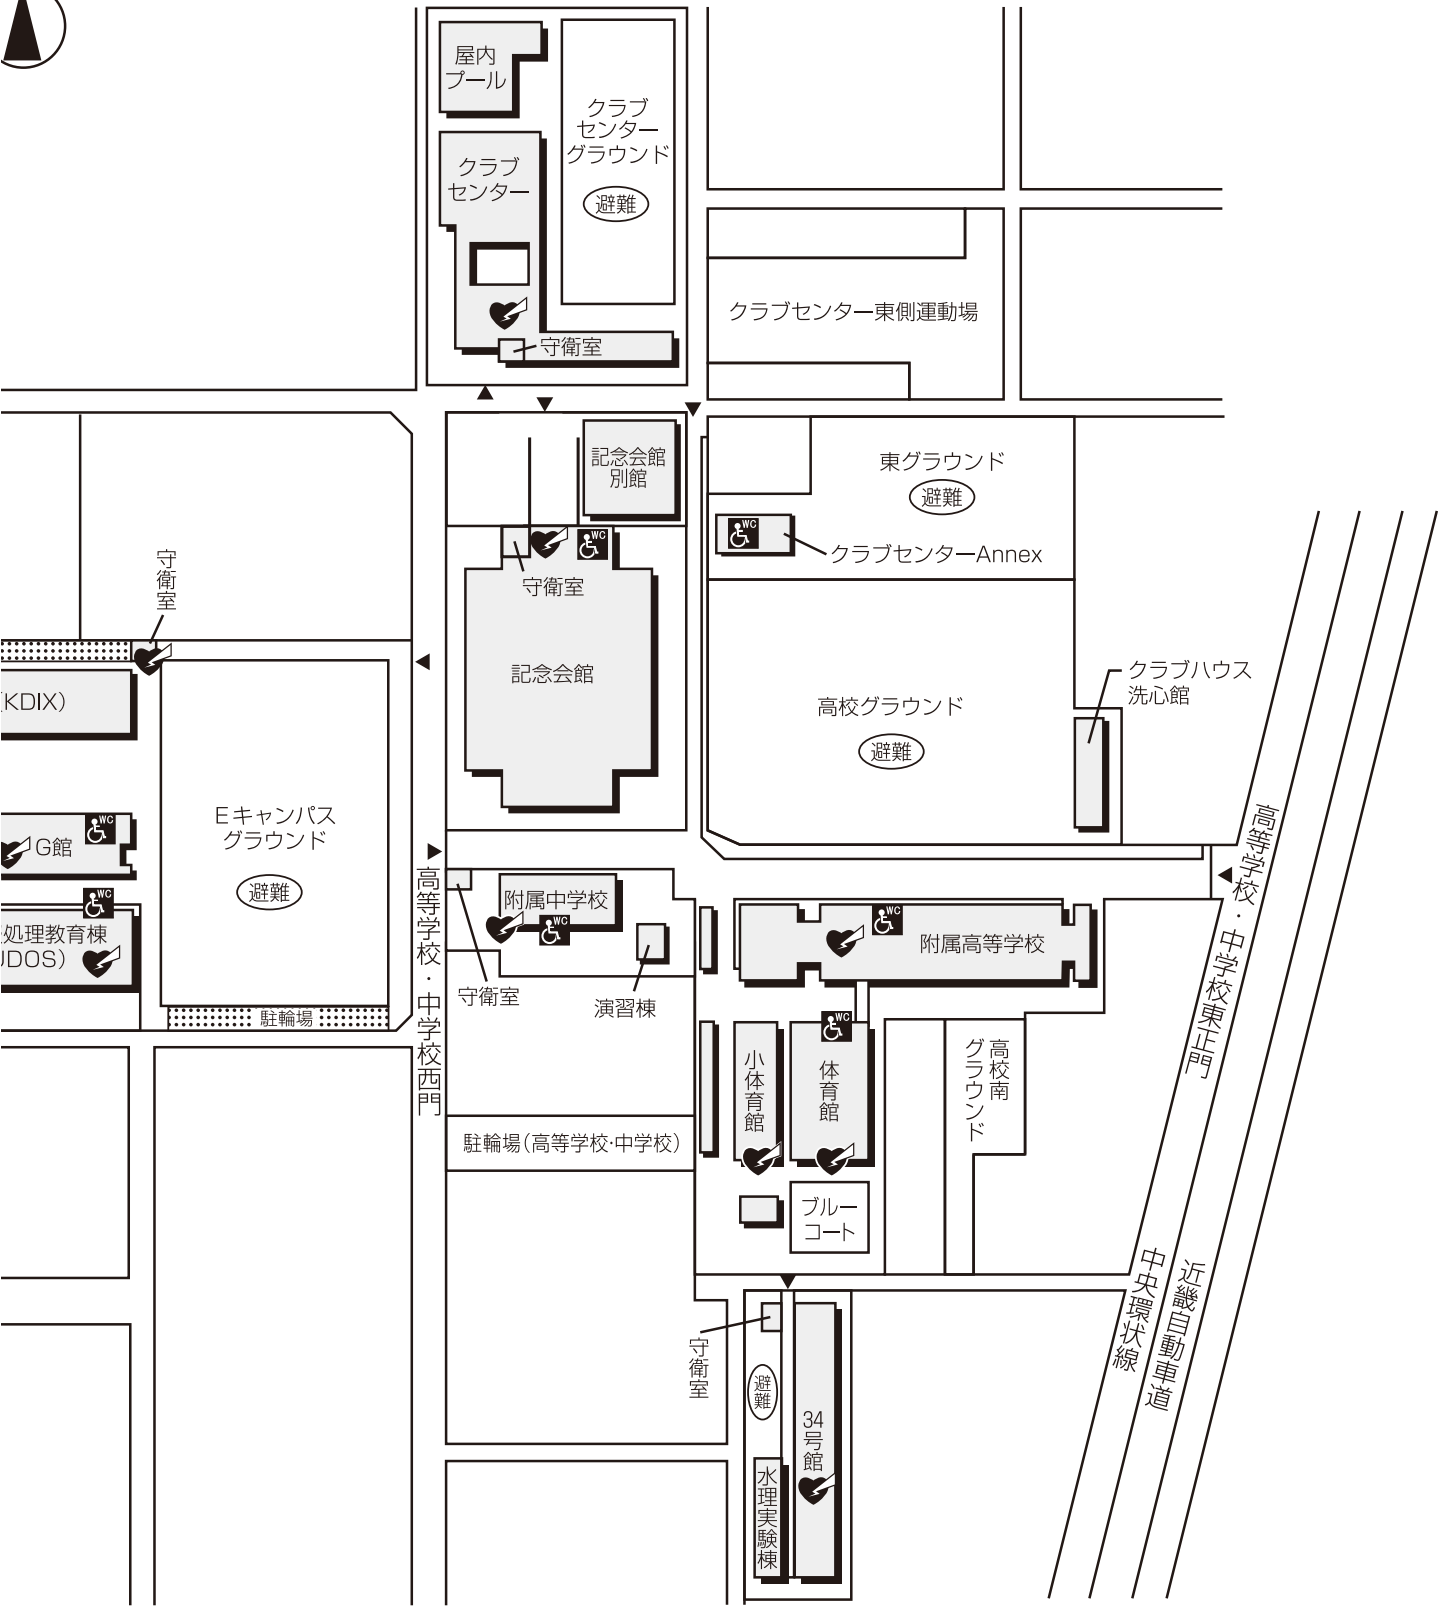 屋内
プール
クラブ
センター
グラウンド
避難
クラブ
センター
守衛室
クラブセンター東側運動場
記念会館
別館
東グラウンド
避難
WC
クラブセンターAnnex
守衛室
WC
守衛室
記念会館
クラブハウス
洗心館
高校グラウンド
避難
KDIX）
Eキャンパス
グラウンド
避難
WC
G館
WC
処理教育棟
UDOS）
駐輪場
高等学校・中学校西門
附属中学校
WC
守衛室
演習棟
WC
附属高等学校
高等学校・中学校東正門
WC
小体育館
体育館
高校南
グラウンド
駐輪場（高等学校・中学校）
ブルー
コート
中央環状線
近畿自動車道
守衛室
避難
34号館
水理実験棟